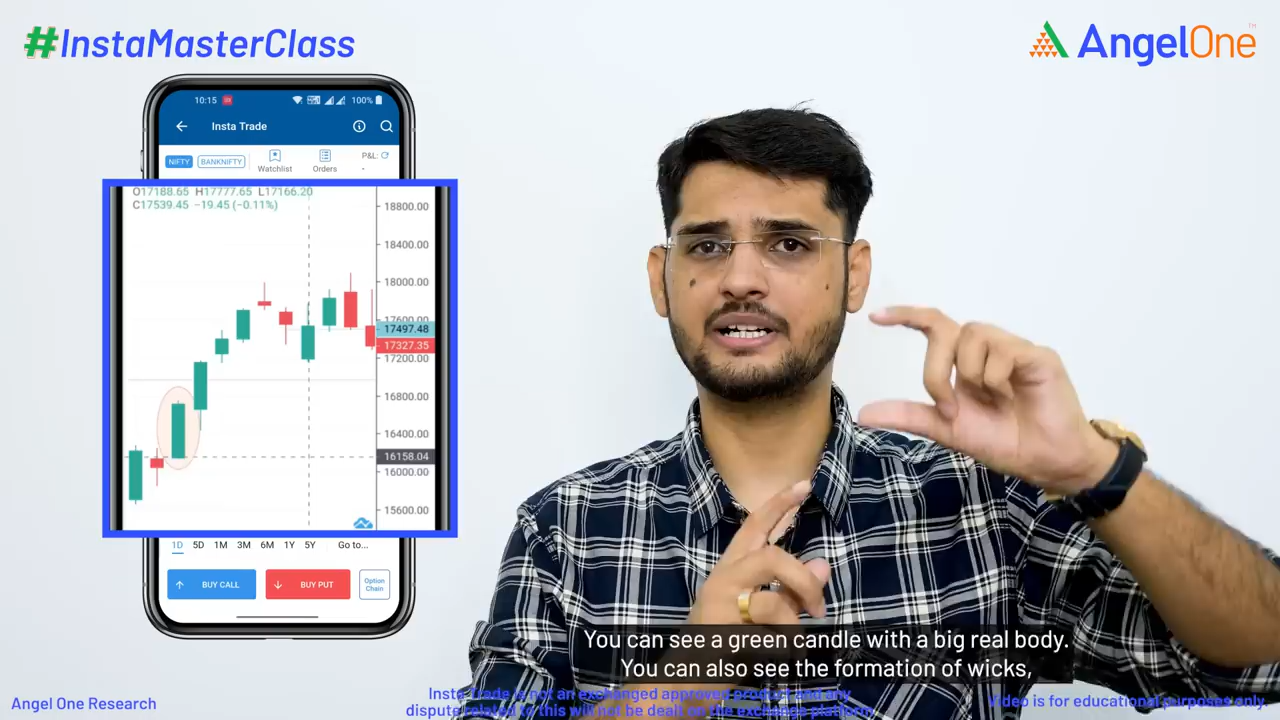 #InstaMasterClass
AngelOne
TM
10:15
100%
Insta Trade
NIFTY
BANKNIFTY
Watchlist
Orders
P&L:
-
O17188.65 H17777.65 L17166.20
C17539.45 −19.45 (−0.11%)
18800.00
18400.00
18000.00
17600.00
17497.48
17327.35
17200.00
16800.00
16400.00
16158.04
16000.00
15600.00
1D 5D 1M 3M 6M 1Y 5Y Go to...
BUY CALL
BUY PUT
Option
Chain
You can see a green candle with a big real body.
You can also see the formation of wicks,
Angel One Research
Insta Trade is not an exchanged approved product and any
dispute related to this will not be dealt on the exchange platform
Video is for educational purposes only